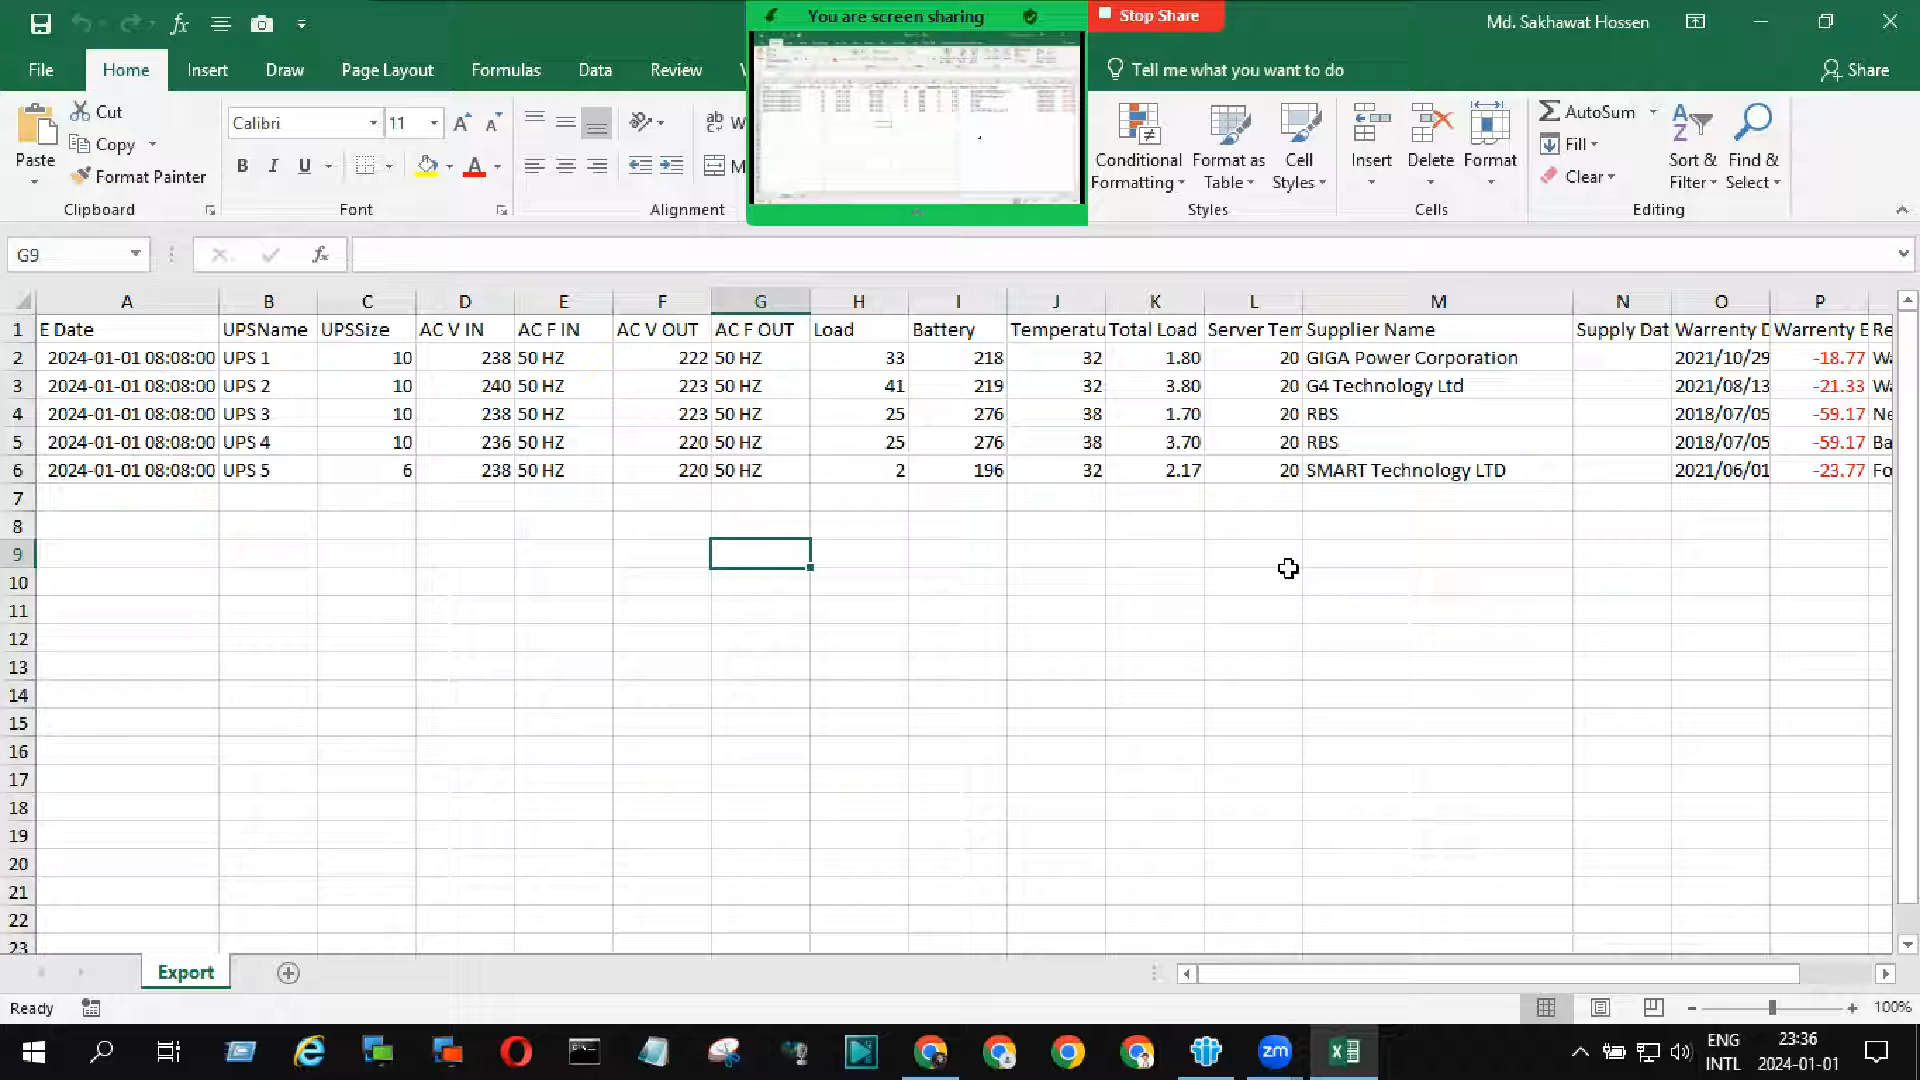 You are screen sharing
Stop Share
Md. Sakhawat Hossen
File Home Insert Draw Page Layout Formulas Data Review Tell me what you want to do Share
Paste
Cut
Copy
Format Painter
Clipboard
Calibri 11
B I U
Font
Alignment
Conditional Formatting
Format as Table
Cell Styles
Styles
Insert Delete Format
Cells
AutoSum
Fill
Clear
Sort & Filter
Find & Select
Editing
G9 fx
A B C D E F G H I J K L M N O P
1 E Date UPSName UPSSize AC V IN AC F IN AC V OUT AC F OUT Load Battery Temperatu Total Load Server Tem Supplier Name Supply Dat Warrenty D Warrenty E Re
2 2024-01-01 08:08:00 UPS 1 10 238 50 HZ 222 50 HZ 33 218 32 1.80 20 GIGA Power Corporation 2021/10/29 -18.77 Wa
3 2024-01-01 08:08:00 UPS 2 10 240 50 HZ 223 50 HZ 41 219 32 3.80 20 G4 Technology Ltd 2021/08/13 -21.33 Wa
4 2024-01-01 08:08:00 UPS 3 10 238 50 HZ 223 50 HZ 25 276 38 1.70 20 RBS 2018/07/05 -59.17 Ne
5 2024-01-01 08:08:00 UPS 4 10 236 50 HZ 220 50 HZ 25 276 38 3.70 20 RBS 2018/07/05 -59.17 Ba
6 2024-01-01 08:08:00 UPS 5 6 238 50 HZ 220 50 HZ 2 196 32 2.17 20 SMART Technology LTD 2021/06/01 -23.77 Fo
7
8
9
10
11
12
13
14
15
16
17
18
19
20
21
22
23
Export
Ready 100%
ENG 23:36
INTL 2024-01-01